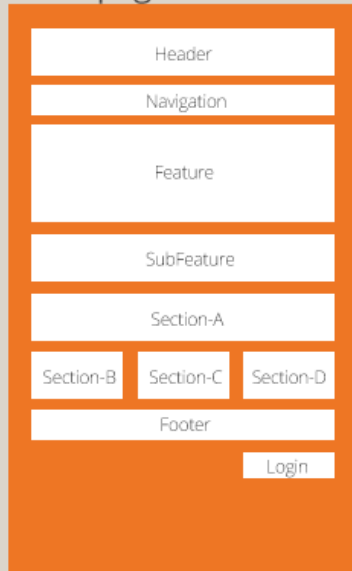 Header
Navigation
Feature
SubFeature
Section-A
Section-B Section-C Section-D
Footer
Login